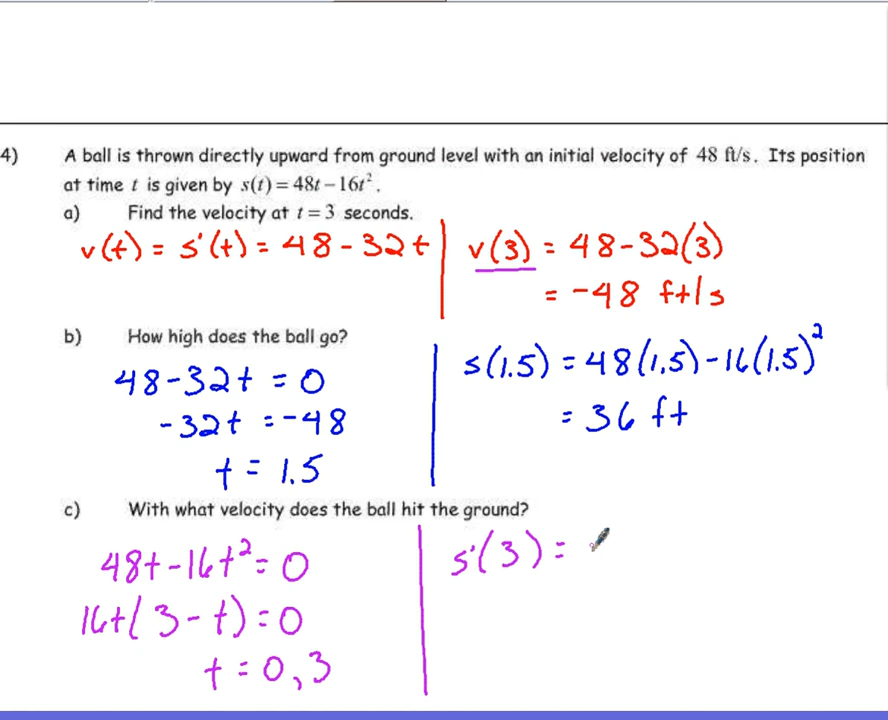 4) A ball is thrown directly upward from ground level with an initial velocity of 48 ft/s. Its position
at time t is given by s(t) = 48t − 16t².
a) Find the velocity at t = 3 seconds.
v(t) = s'(t) = 48 - 32t
v(3) = 48 - 32(3)
= -48 ft/s
b) How high does the ball go?
48 - 32t = 0
-32t = -48
t = 1.5
s(1.5) = 48(1.5) - 16(1.5)²
= 36 ft
c) With what velocity does the ball hit the ground?
48t - 16t² = 0
16t(3 - t) = 0
t = 0, 3
s'(3) =